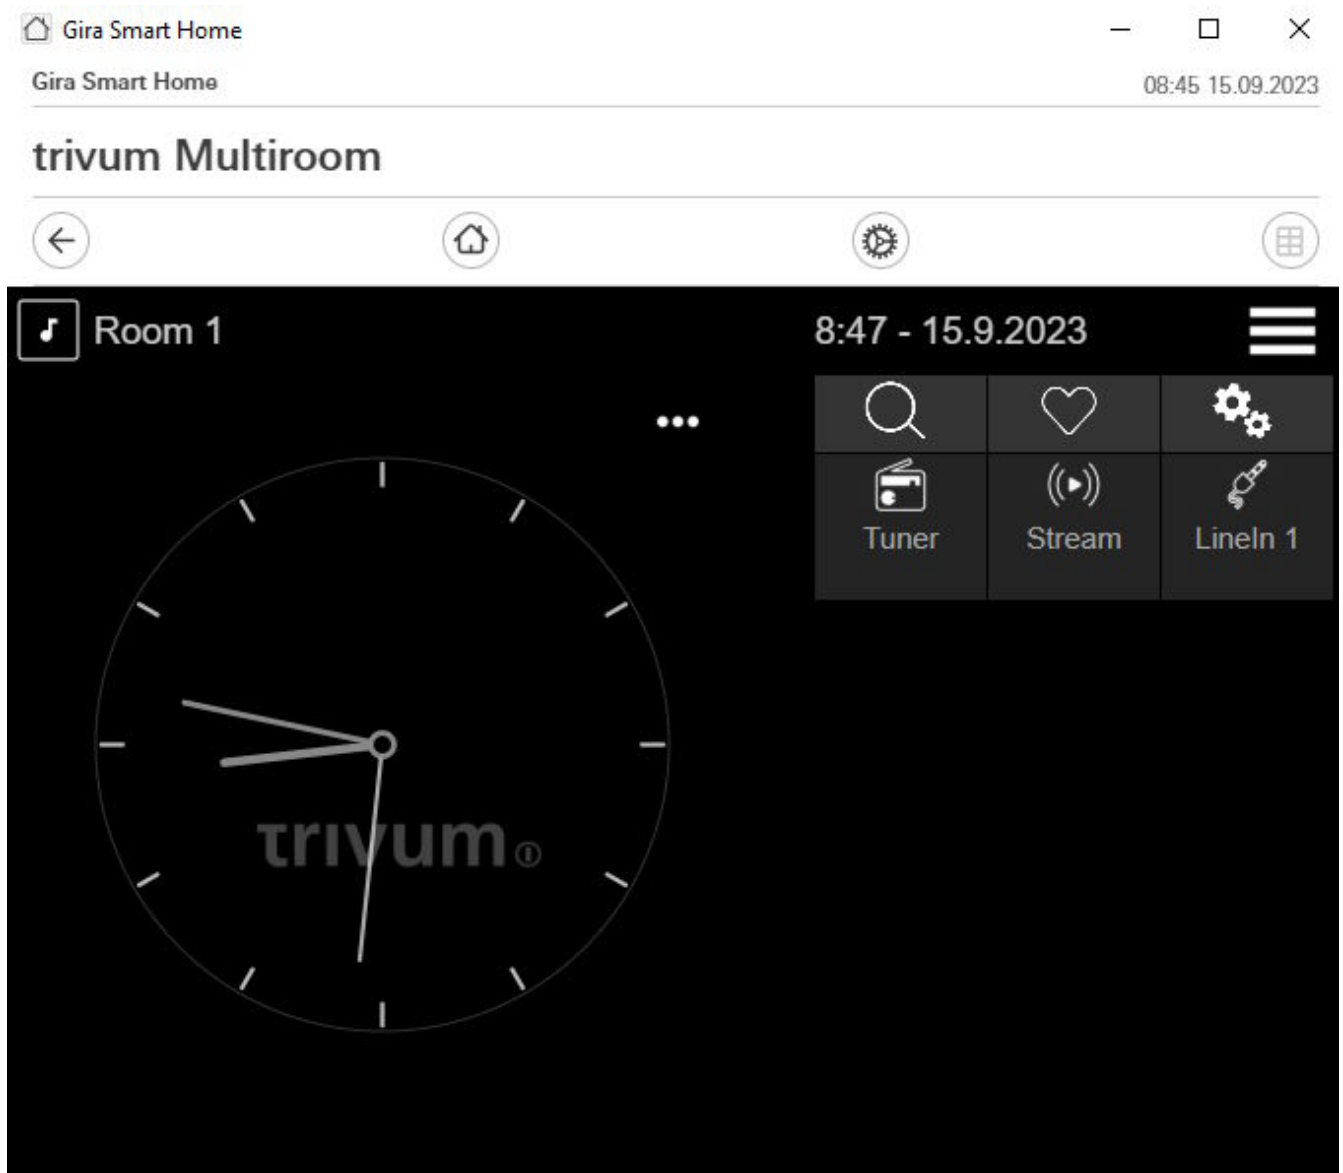 Gira Smart Home
Gira Smart Home
08:45 15.09.2023
trivum Multiroom
Room 1
8:47 - 15.9.2023
Tuner
Stream
LineIn 1
trivum